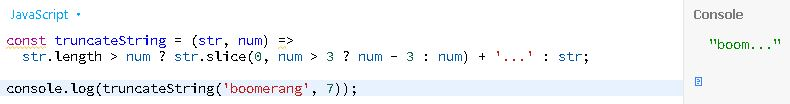 JavaScript
Console
const truncateString = (str, num) =>
str.length > num ? str.slice(0, num > 3 ? num - 3 : num) + '...' : str;
console.log(truncateString('boomerang', 7));
"boom..."